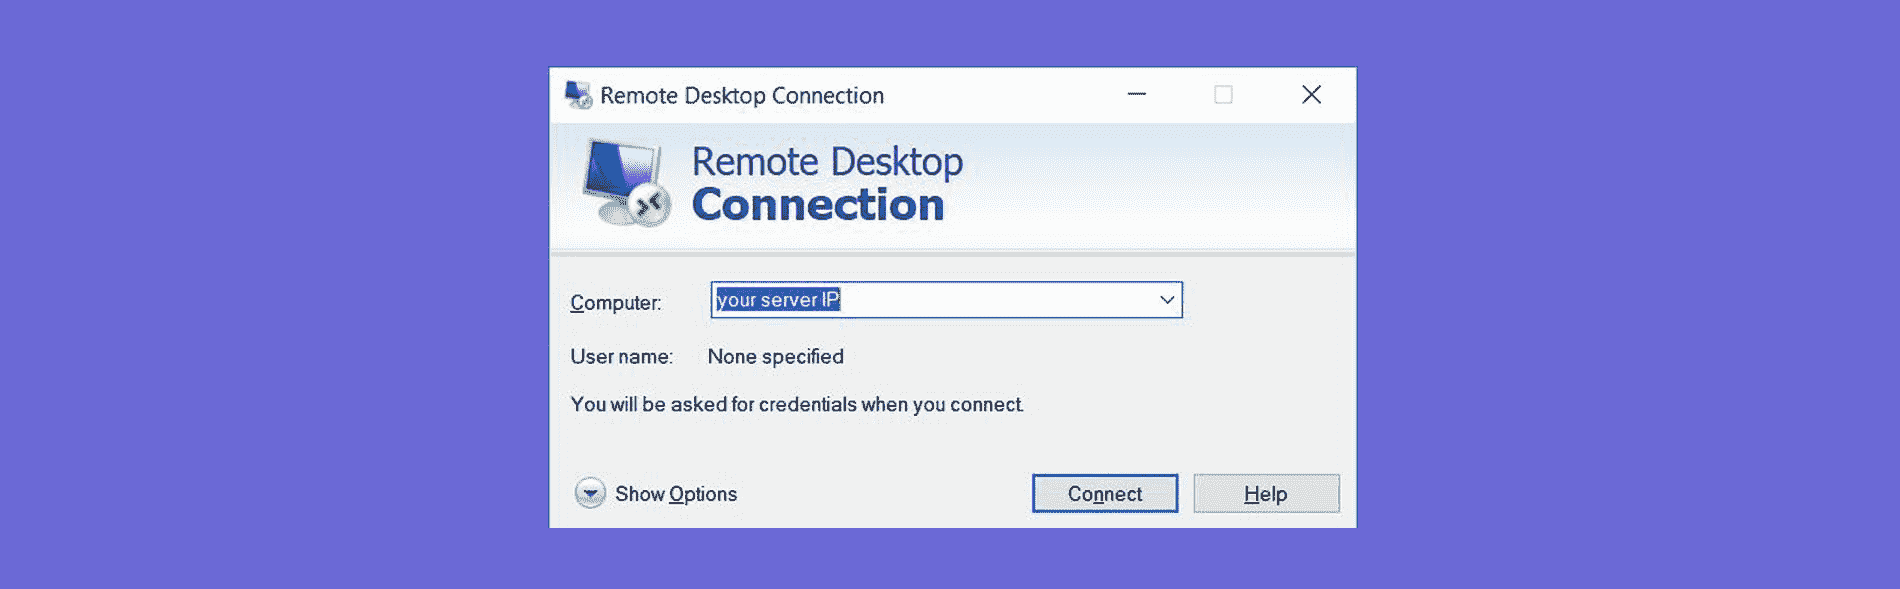 Remote Desktop Connection
Remote Desktop
Connection
Computer: your server IP
User name: None specified
You will be asked for credentials when you connect.
Show Options Connect Help